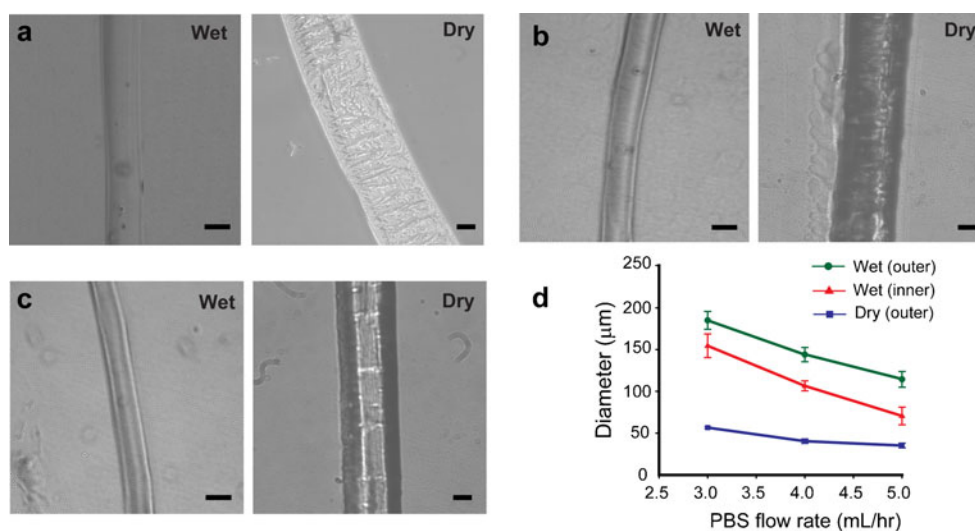 a
Wet
Dry
b
Wet
Dry
c
Wet
Dry
d
Wet (outer)
Wet (inner)
Dry (outer)
Diameter (μm)
250
200
150
100
50
0
2.5
3.0
3.5
4.0
4.5
5.0
PBS flow rate (mL/hr)